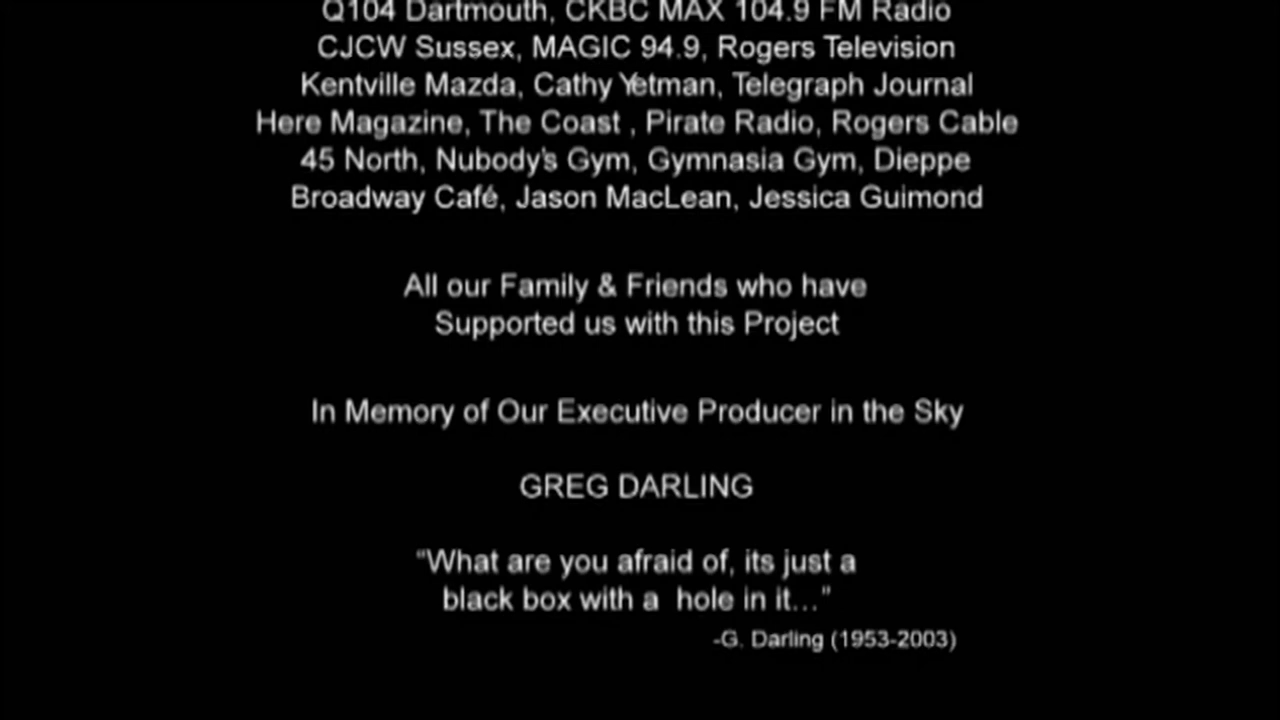 Q104 Dartmouth, CKBC MAX 104.9 FM Radio
CJCW Sussex, MAGIC 94.9, Rogers Television
Kentville Mazda, Cathy Yetman, Telegraph Journal
Here Magazine, The Coast , Pirate Radio, Rogers Cable
45 North, Nubody's Gym, Gymnasia Gym, Dieppe
Broadway Café, Jason MacLean, Jessica Guimond
All our Family & Friends who have
Supported us with this Project
In Memory of Our Executive Producer in the Sky
GREG DARLING
“What are you afraid of, its just a
black box with a  hole in it...”
-G. Darling (1953-2003)